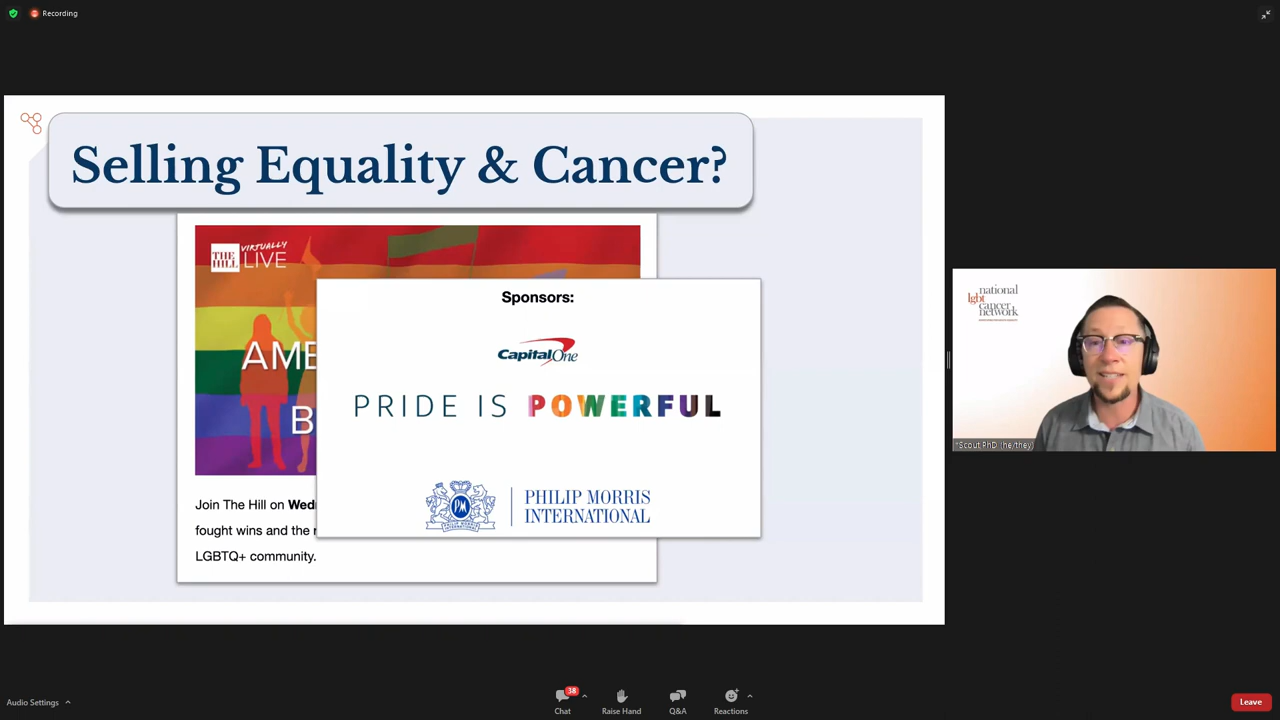 Recording
Selling Equality & Cancer?
THE
HILL
VIRTUALLY
LIVE
AME
B
Sponsors:
CapitalOne
PRIDE IS POWERFUL
PM
PHILIP MORRIS
INTERNATIONAL
Join The Hill on Wed
fought wins and the
LGBTQ+ community.
national
lgbt
cancer
network
*Scout PhD (he/they)
Audio Settings
38
Chat
Raise Hand
Q&A
Reactions
Leave